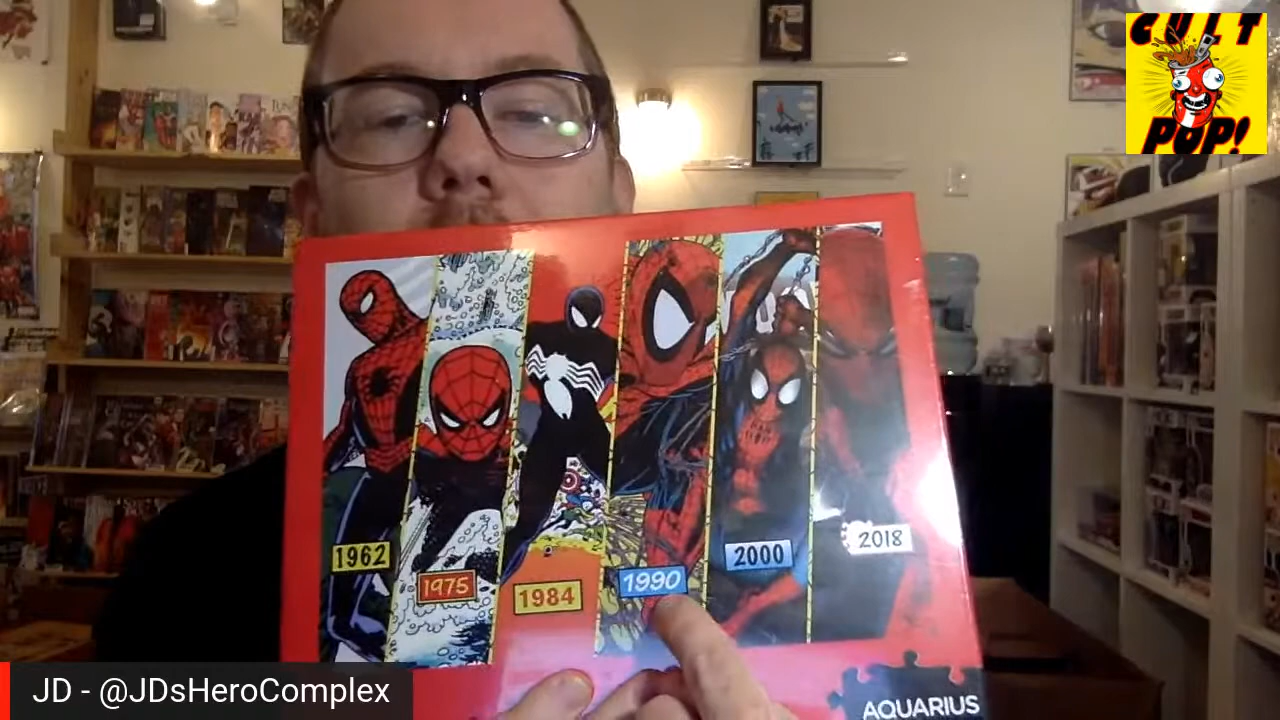 CULT
POP!
1962
1975
1984
1990
2000
2018
AQUARIUS
JD - @JDsHeroComplex